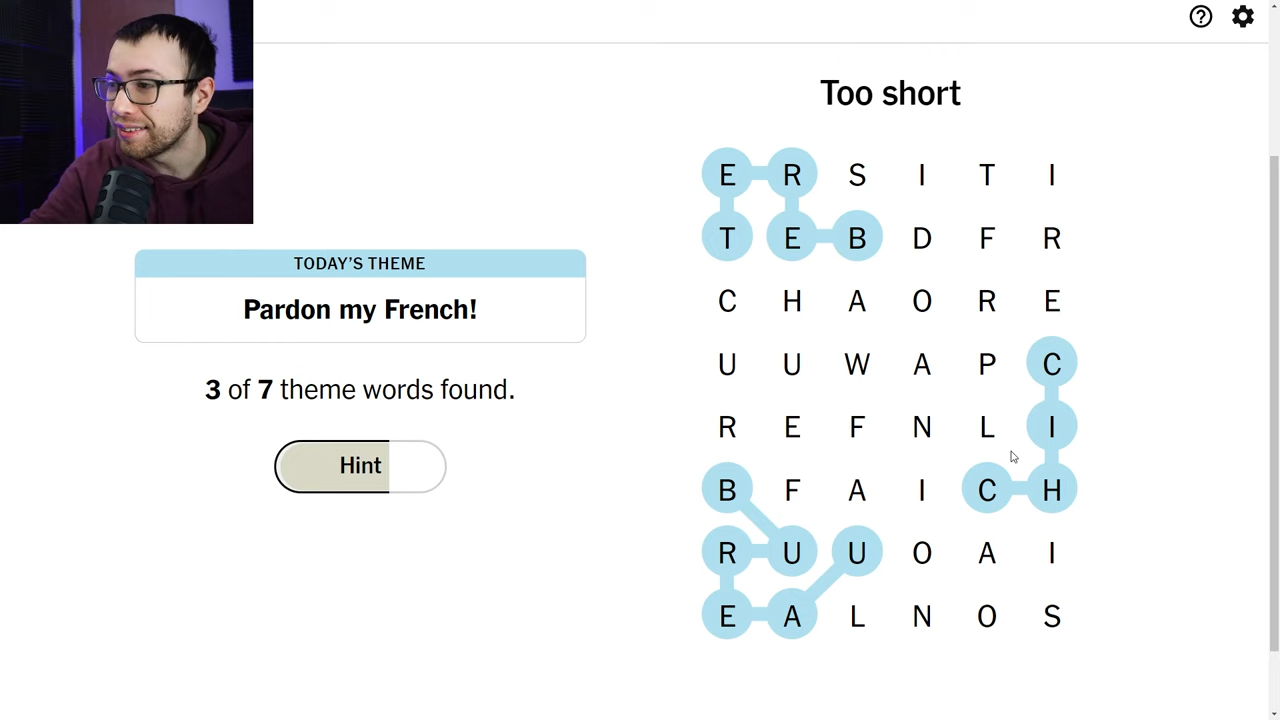 Too short
E R S I T I
T E B D F R
C H A O R E
U U W A P C
R E F N L I
B F A I C H
R U U O A I
E A L N O S
TODAY'S THEME
Pardon my French!
3 of 7 theme words found.
Hint